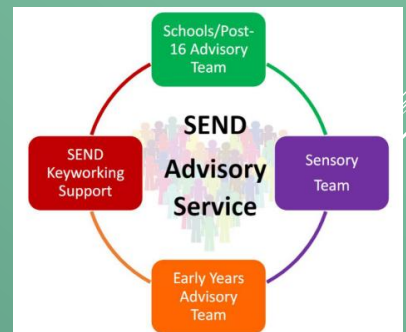 Schools/Post-
16 Advisory
Team
SEND
Keyworking
Support
SEND
Advisory
Service
Sensory
Team
Early Years
Advisory
Team